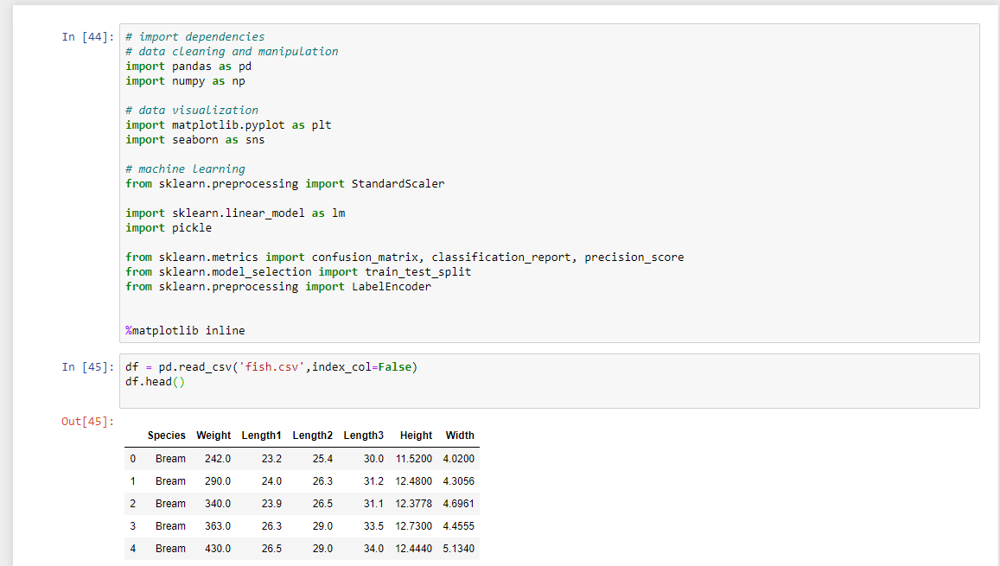 In [44]: # import dependencies
# data cleaning and manipulation
import pandas as pd
import numpy as np
# data visualization
import matplotlib.pyplot as plt
import seaborn as sns
# machine learning
from sklearn.preprocessing import StandardScaler
import sklearn.linear_model as lm
import pickle
from sklearn.metrics import confusion_matrix, classification_report, precision_score
from sklearn.model_selection import train_test_split
from sklearn.preprocessing import LabelEncoder
%matplotlib inline
In [45]: df = pd.read_csv('fish.csv',index_col=False)
df.head()
Out[45]:
Species Weight Length1 Length2 Length3 Height Width
0 Bream 242.0 23.2 25.4 30.0 11.5200 4.0200
1 Bream 290.0 24.0 26.3 31.2 12.4800 4.3056
2 Bream 340.0 23.9 26.5 31.1 12.3778 4.6961
3 Bream 363.0 26.3 29.0 33.5 12.7300 4.4555
4 Bream 430.0 26.5 29.0 34.0 12.4440 5.1340